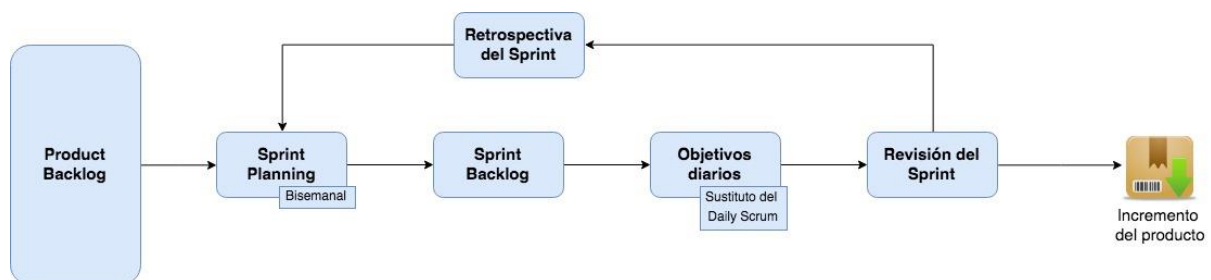 Retrospectiva
del Sprint
Product
Backlog
Sprint
Planning
Bisemanal
Sprint
Backlog
Objetivos
diarios
Sustituto del
Daily Scrum
Revisión del
Sprint
Incremento
del producto